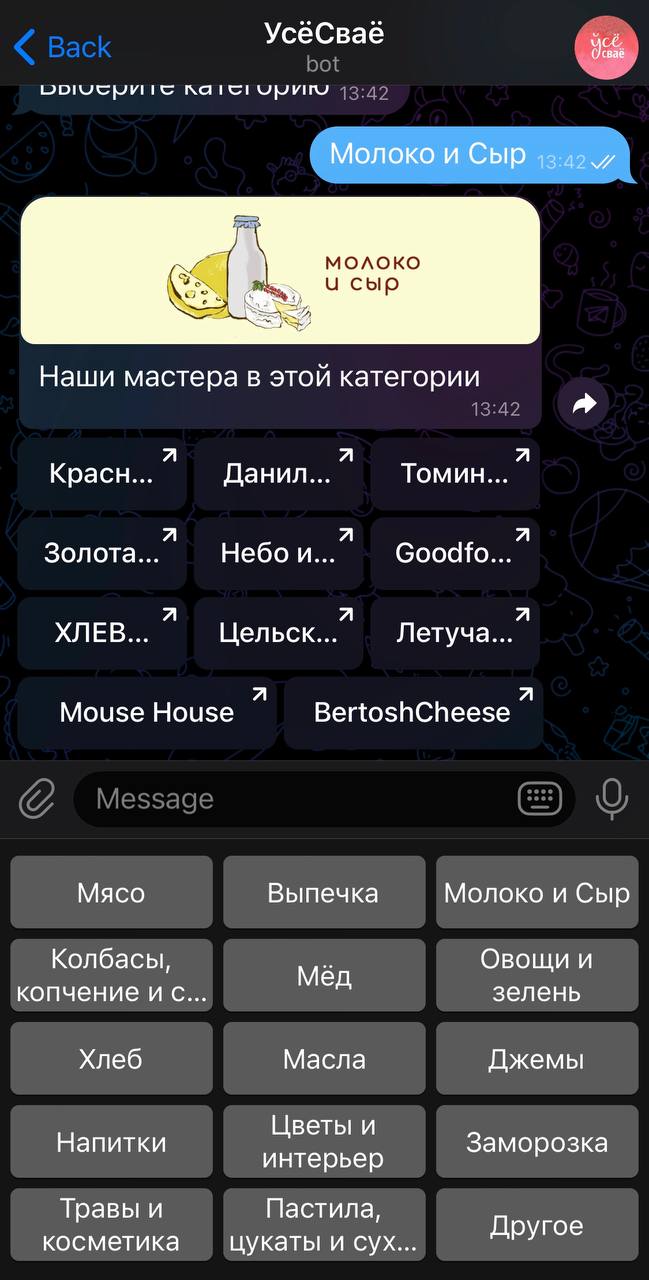 Back
УсёСваё
bot
ўсё
сваё
Выберите категорию 13:42
Молоко и Сыр 13:42
молоко
и сыр
Наши мастера в этой категории
13:42
Красн...
Данил...
Томин...
Золота...
Небо и...
Goodfo...
ХЛЕВ...
Цельск...
Летуча...
Mouse House
BertoshCheese
Message
Мясо
Выпечка
Молоко и Сыр
Колбасы,
копчение и с...
Мёд
Овощи и
зелень
Хлеб
Масла
Джемы
Напитки
Цветы и
интерьер
Заморозка
Травы и
косметика
Пастила,
цукаты и сух...
Другое